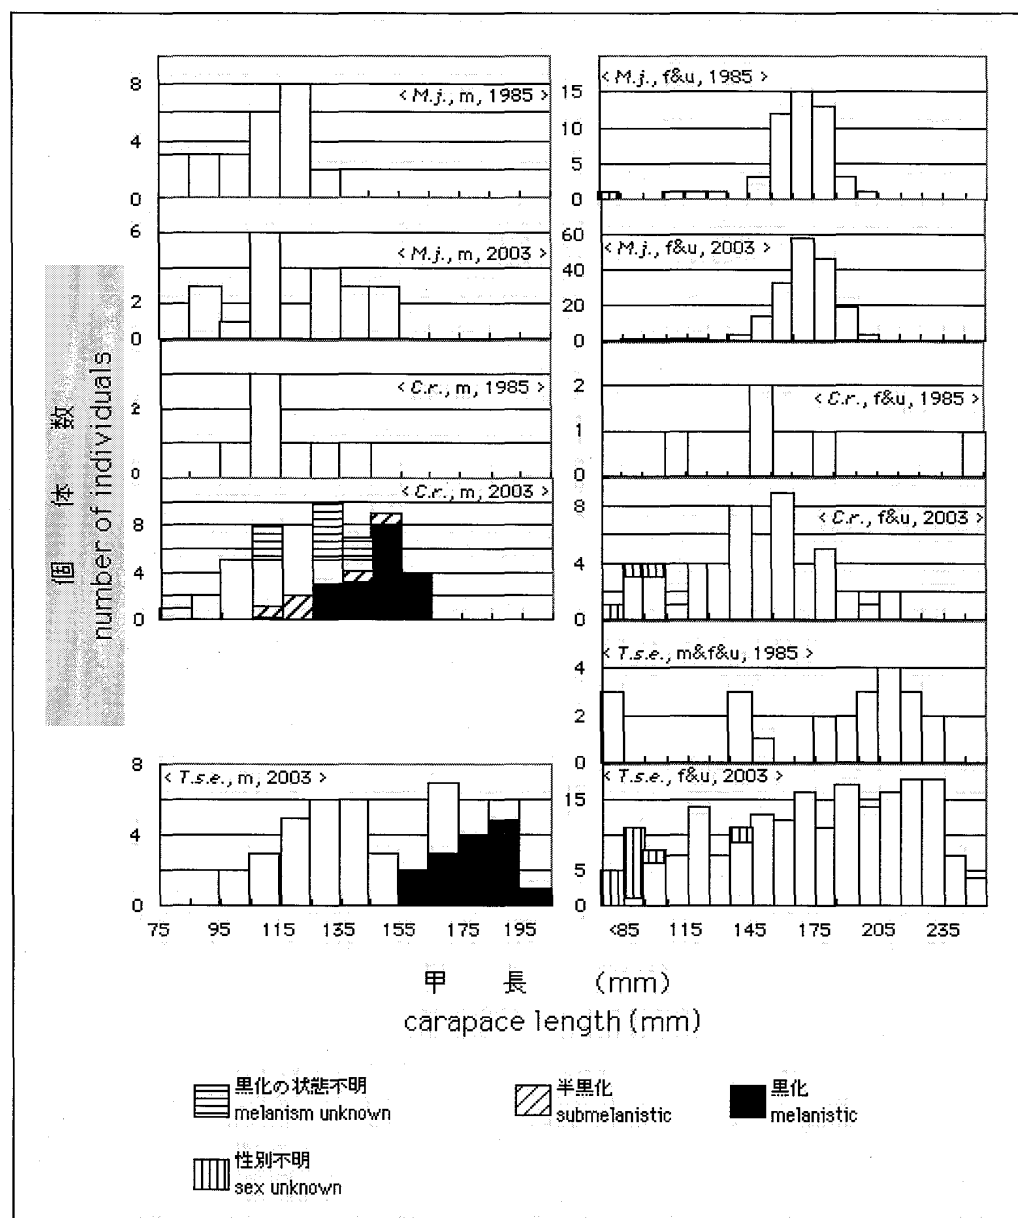 8
4
0
< M.j., m, 1985 >
15
10
5
0
< M.j., f&u, 1985 >
6
4
2
0
< M.j., m, 2003 >
60
40
20
0
< M.j., f&u, 2003 >
2
0
< C.r., m, 1985 >
2
1
0
< C.r., f&u, 1985 >
8
4
0
< C.r., m, 2003 >
8
4
0
< C.r., f&u, 2003 >
4
2
0
< T.s.e., m&f&u, 1985 >
8
4
0
< T.s.e., m, 2003 >
15
5
0
< T.s.e., f&u, 2003 >
個体数
number of individuals
75 95 115 135 155 175 195
<85 115 145 175 205 235
甲 長 (mm)
carapace length (mm)
黒化の状態不明
melanism unknown
半黒化
submelanistic
黒化
melanistic
性別不明
sex unknown